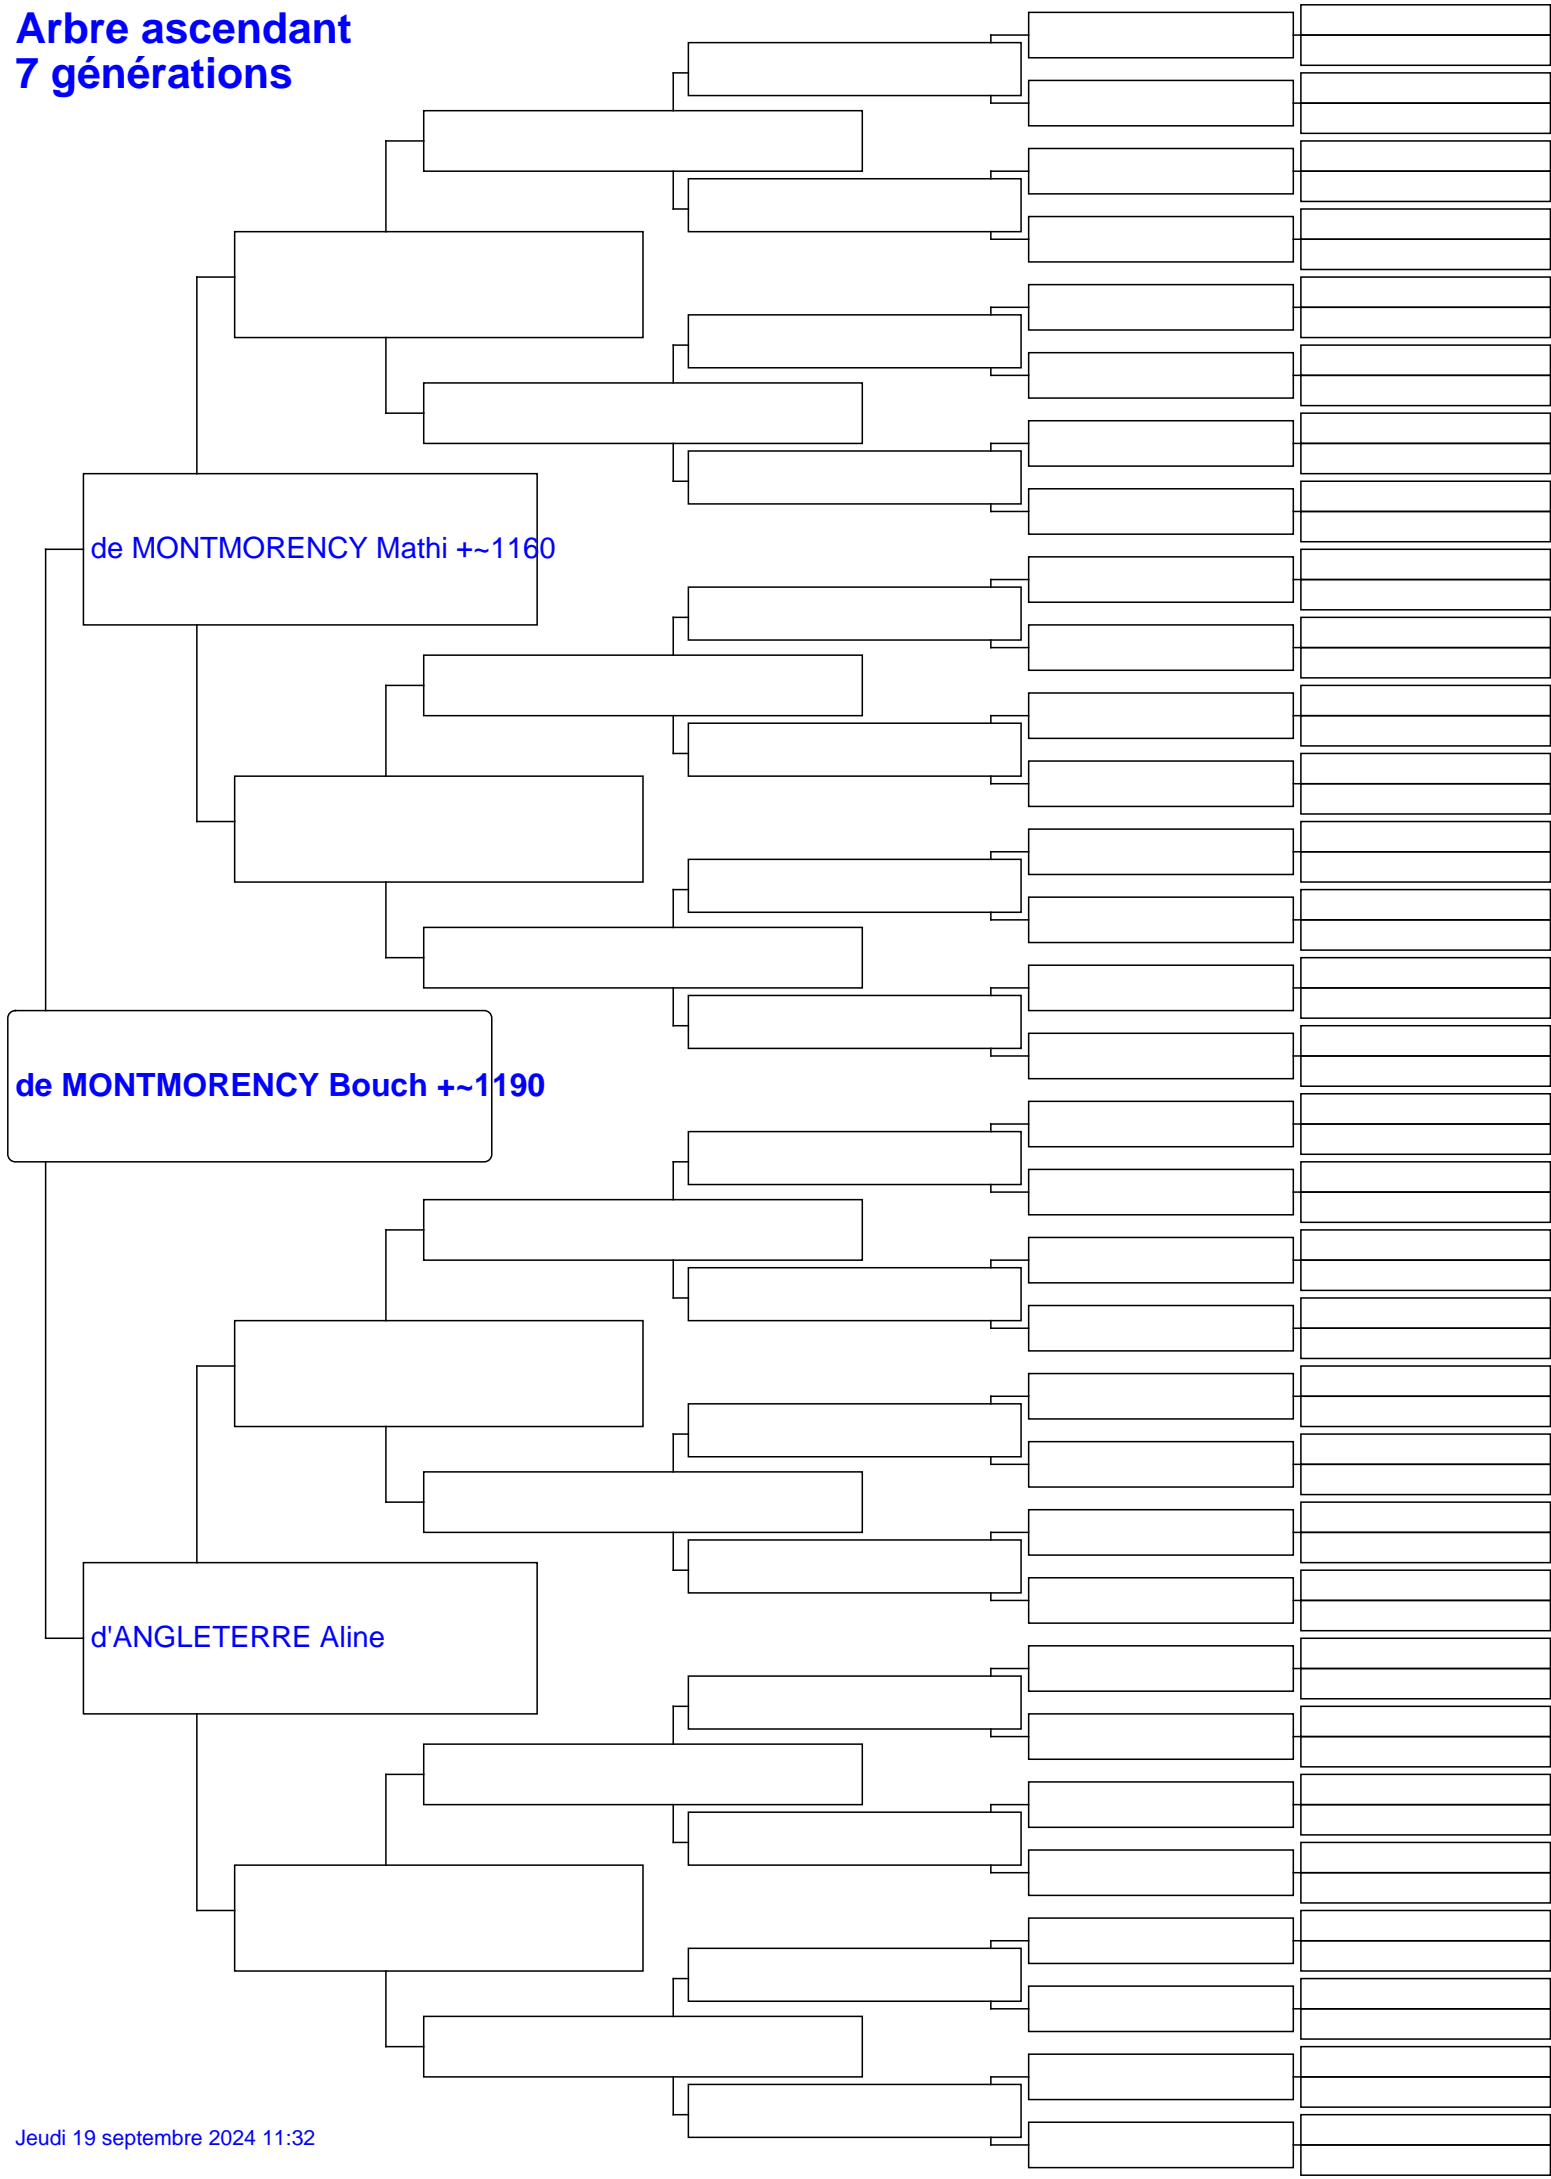 Arbre ascendant
7 générations
de MONTMORENCY Mathi +~1160
de MONTMORENCY Bouch +~1190
d'ANGLETERRE Aline
Jeudi 19 septembre 2024 11:32